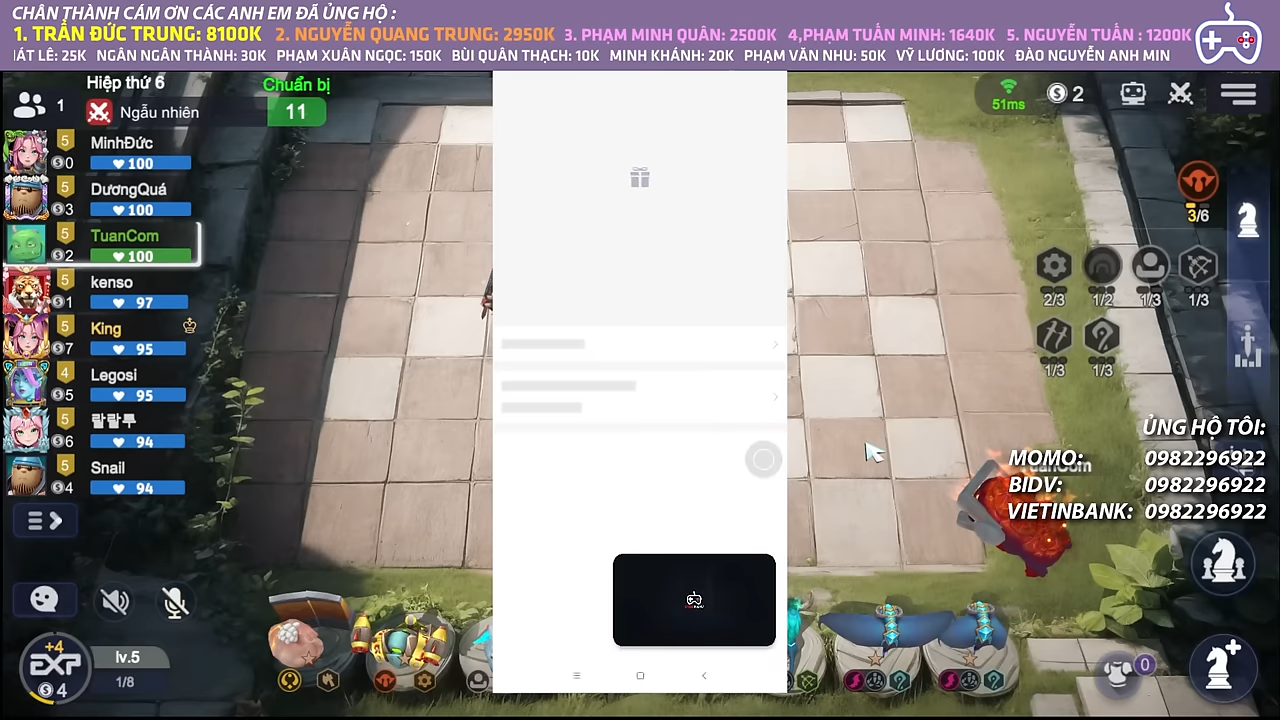 CHÂN THÀNH CÁM ƠN CÁC ANH EM ĐÃ ỦNG HỘ :
1. TRẦN ĐỨC TRUNG: 8100K 2. NGUYỄN QUANG TRUNG: 2950K 3. PHẠM MINH QUÂN: 2500K 4,PHẠM TUẤN MINH: 1640K 5. NGUYỄN TUẤN : 1200K
ÁT LÊ: 25K NGÂN NGÂN THÀNH: 30K PHẠM XUÂN NGỌC: 150K BÙI QUÂN THẠCH: 10K MINH KHÁNH: 20K PHẠM VĂN NHU: 50K VỸ LƯƠNG: 100K ĐÀO NGUYỄN ANH MIN
Hiệp thứ 6
Chuẩn bị
1
Ngẫu nhiên
11
51ms
2
5 MinhĐức
0 100
5 DươngQuá
3 100
5 TuanCom
2 100
5 kenso
1 97
5 King
7 95
4 Legosi
5 95
5 랄랄루
6 94
5 Snail
4 94
3/6
2/3 1/2 1/3 1/3
1/3 1/3
ỦNG HỘ TÔI:
MOMO: 0982296922
BIDV: 0982296922
VIETINBANK: 0982296922
+4
EXP
4
lv.5
1/8
0